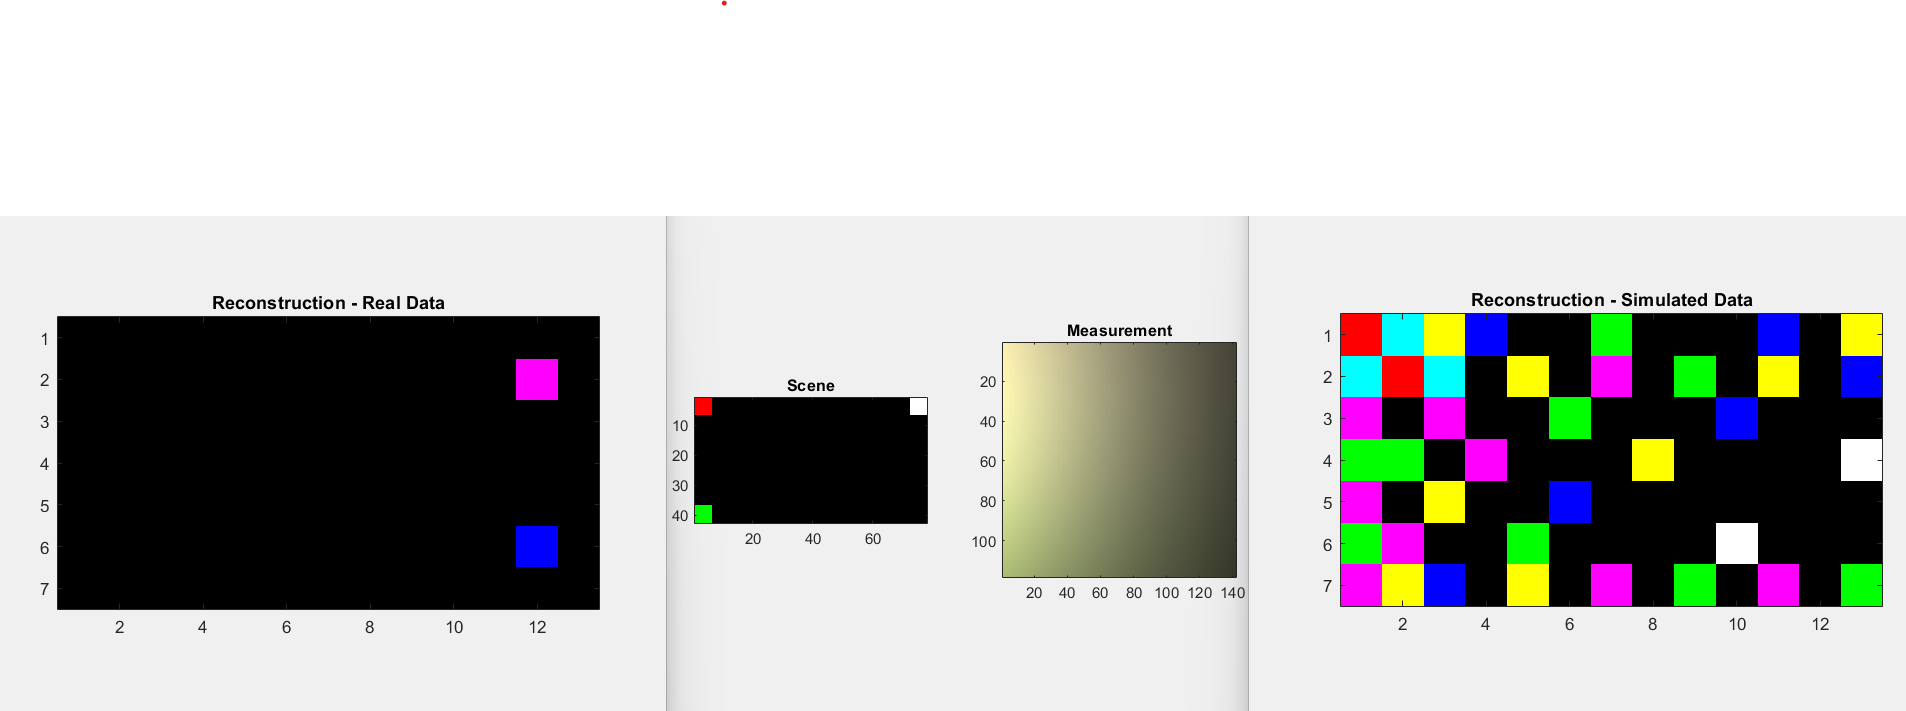 Reconstruction - Real Data
1
2
3
4
5
6
7
2 4 6 8 10 12
Scene
10
20
30
40
20 40 60
Measurement
20
40
60
80
100
20 40 60 80 100 120 140
Reconstruction - Simulated Data
1
2
3
4
5
6
7
2 4 6 8 10 12